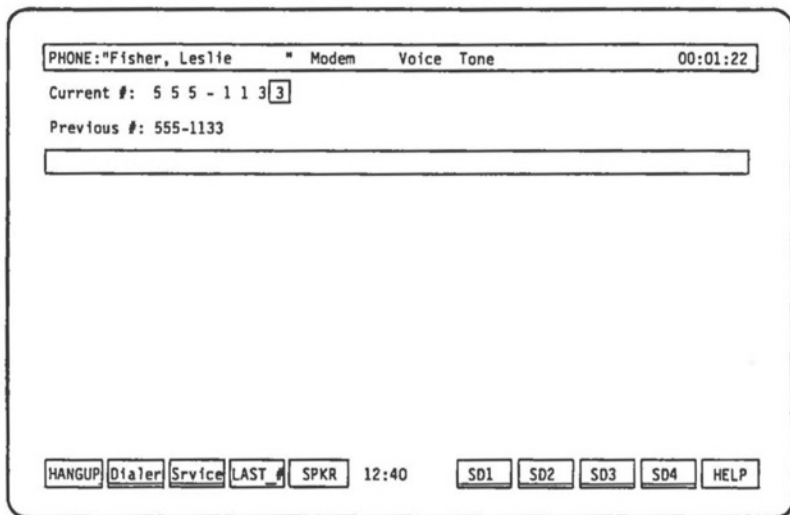 PHONE:"Fisher, Leslie " Modem Voice Tone 00:01:22
Current #: 5 5 5 - 1 1 3 3
Previous #: 555-1133
HANGUP Dialer Srvice LAST_# SPKR 12:40 SD1 SD2 SD3 SD4 HELP